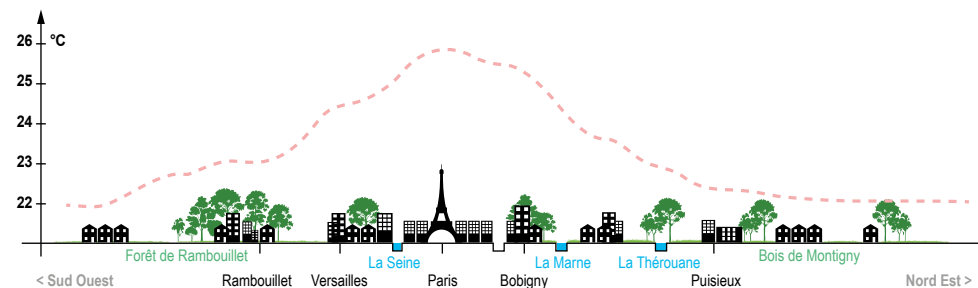 26 °C
25
24
23
22
Forêt de Rambouillet La Seine La Marne La Thérouane Bois de Montigny
< Sud Ouest Rambouillet Versailles Paris Bobigny Puisieux Nord Est >